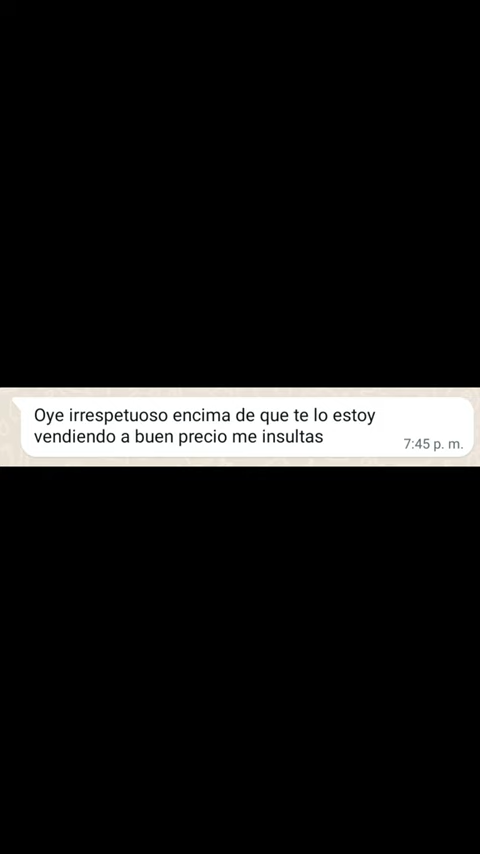 Oye irrespetuoso encima de que te lo estoy
vendiendo a buen precio me insultas
7:45 p. m.